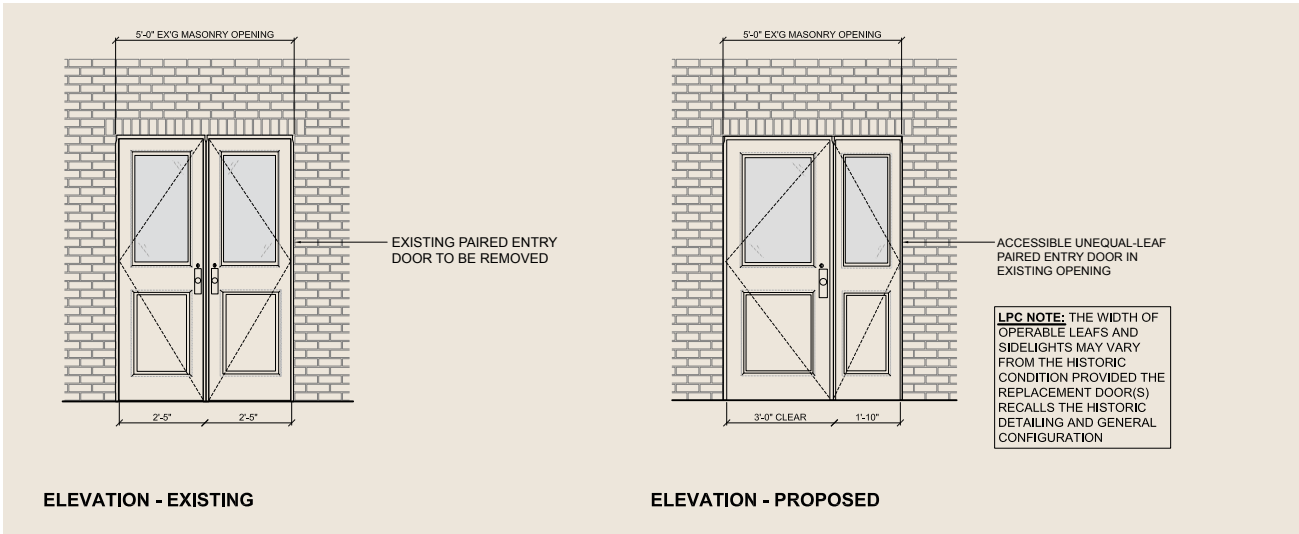 5'-0" EX'G MASONRY OPENING
EXISTING PAIRED ENTRY
DOOR TO BE REMOVED
2'-5"
2'-5"
ELEVATION - EXISTING
5'-0" EX'G MASONRY OPENING
ACCESSIBLE UNEQUAL-LEAF
PAIRED ENTRY DOOR IN
EXISTING OPENING
LPC NOTE: THE WIDTH OF
OPERABLE LEAFS AND
SIDELIGHTS MAY VARY
FROM THE HISTORIC
CONDITION PROVIDED THE
REPLACEMENT DOOR(S)
RECALLS THE HISTORIC
DETAILING AND GENERAL
CONFIGURATION
3'-0" CLEAR
1'-10"
ELEVATION - PROPOSED